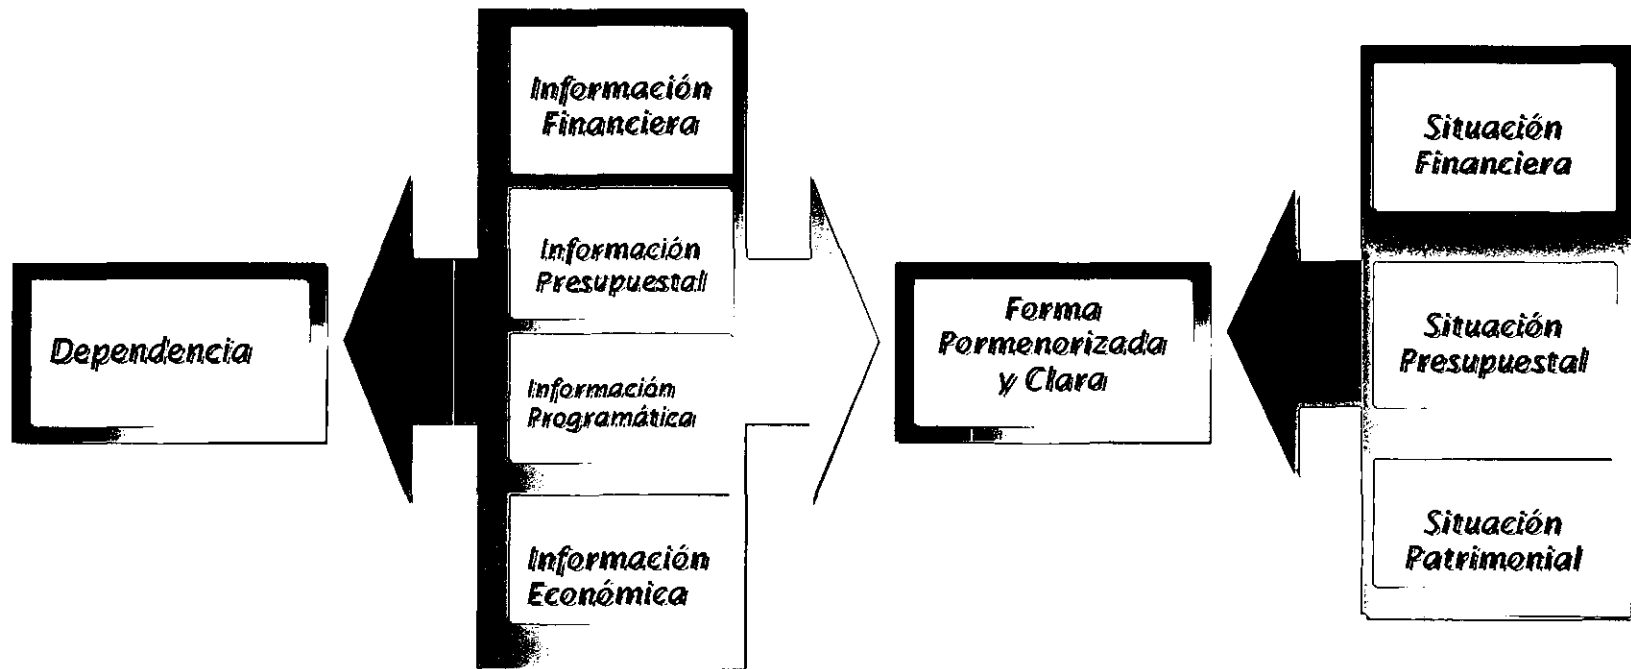 Dependencia
Información
Financiera
Información
Presupuestal
Información
Programática
Información
Económica
Forma
Pormenorizada
y Clara
Situación
Financiera
Situación
Presupuestal
Situación
Patrimonial